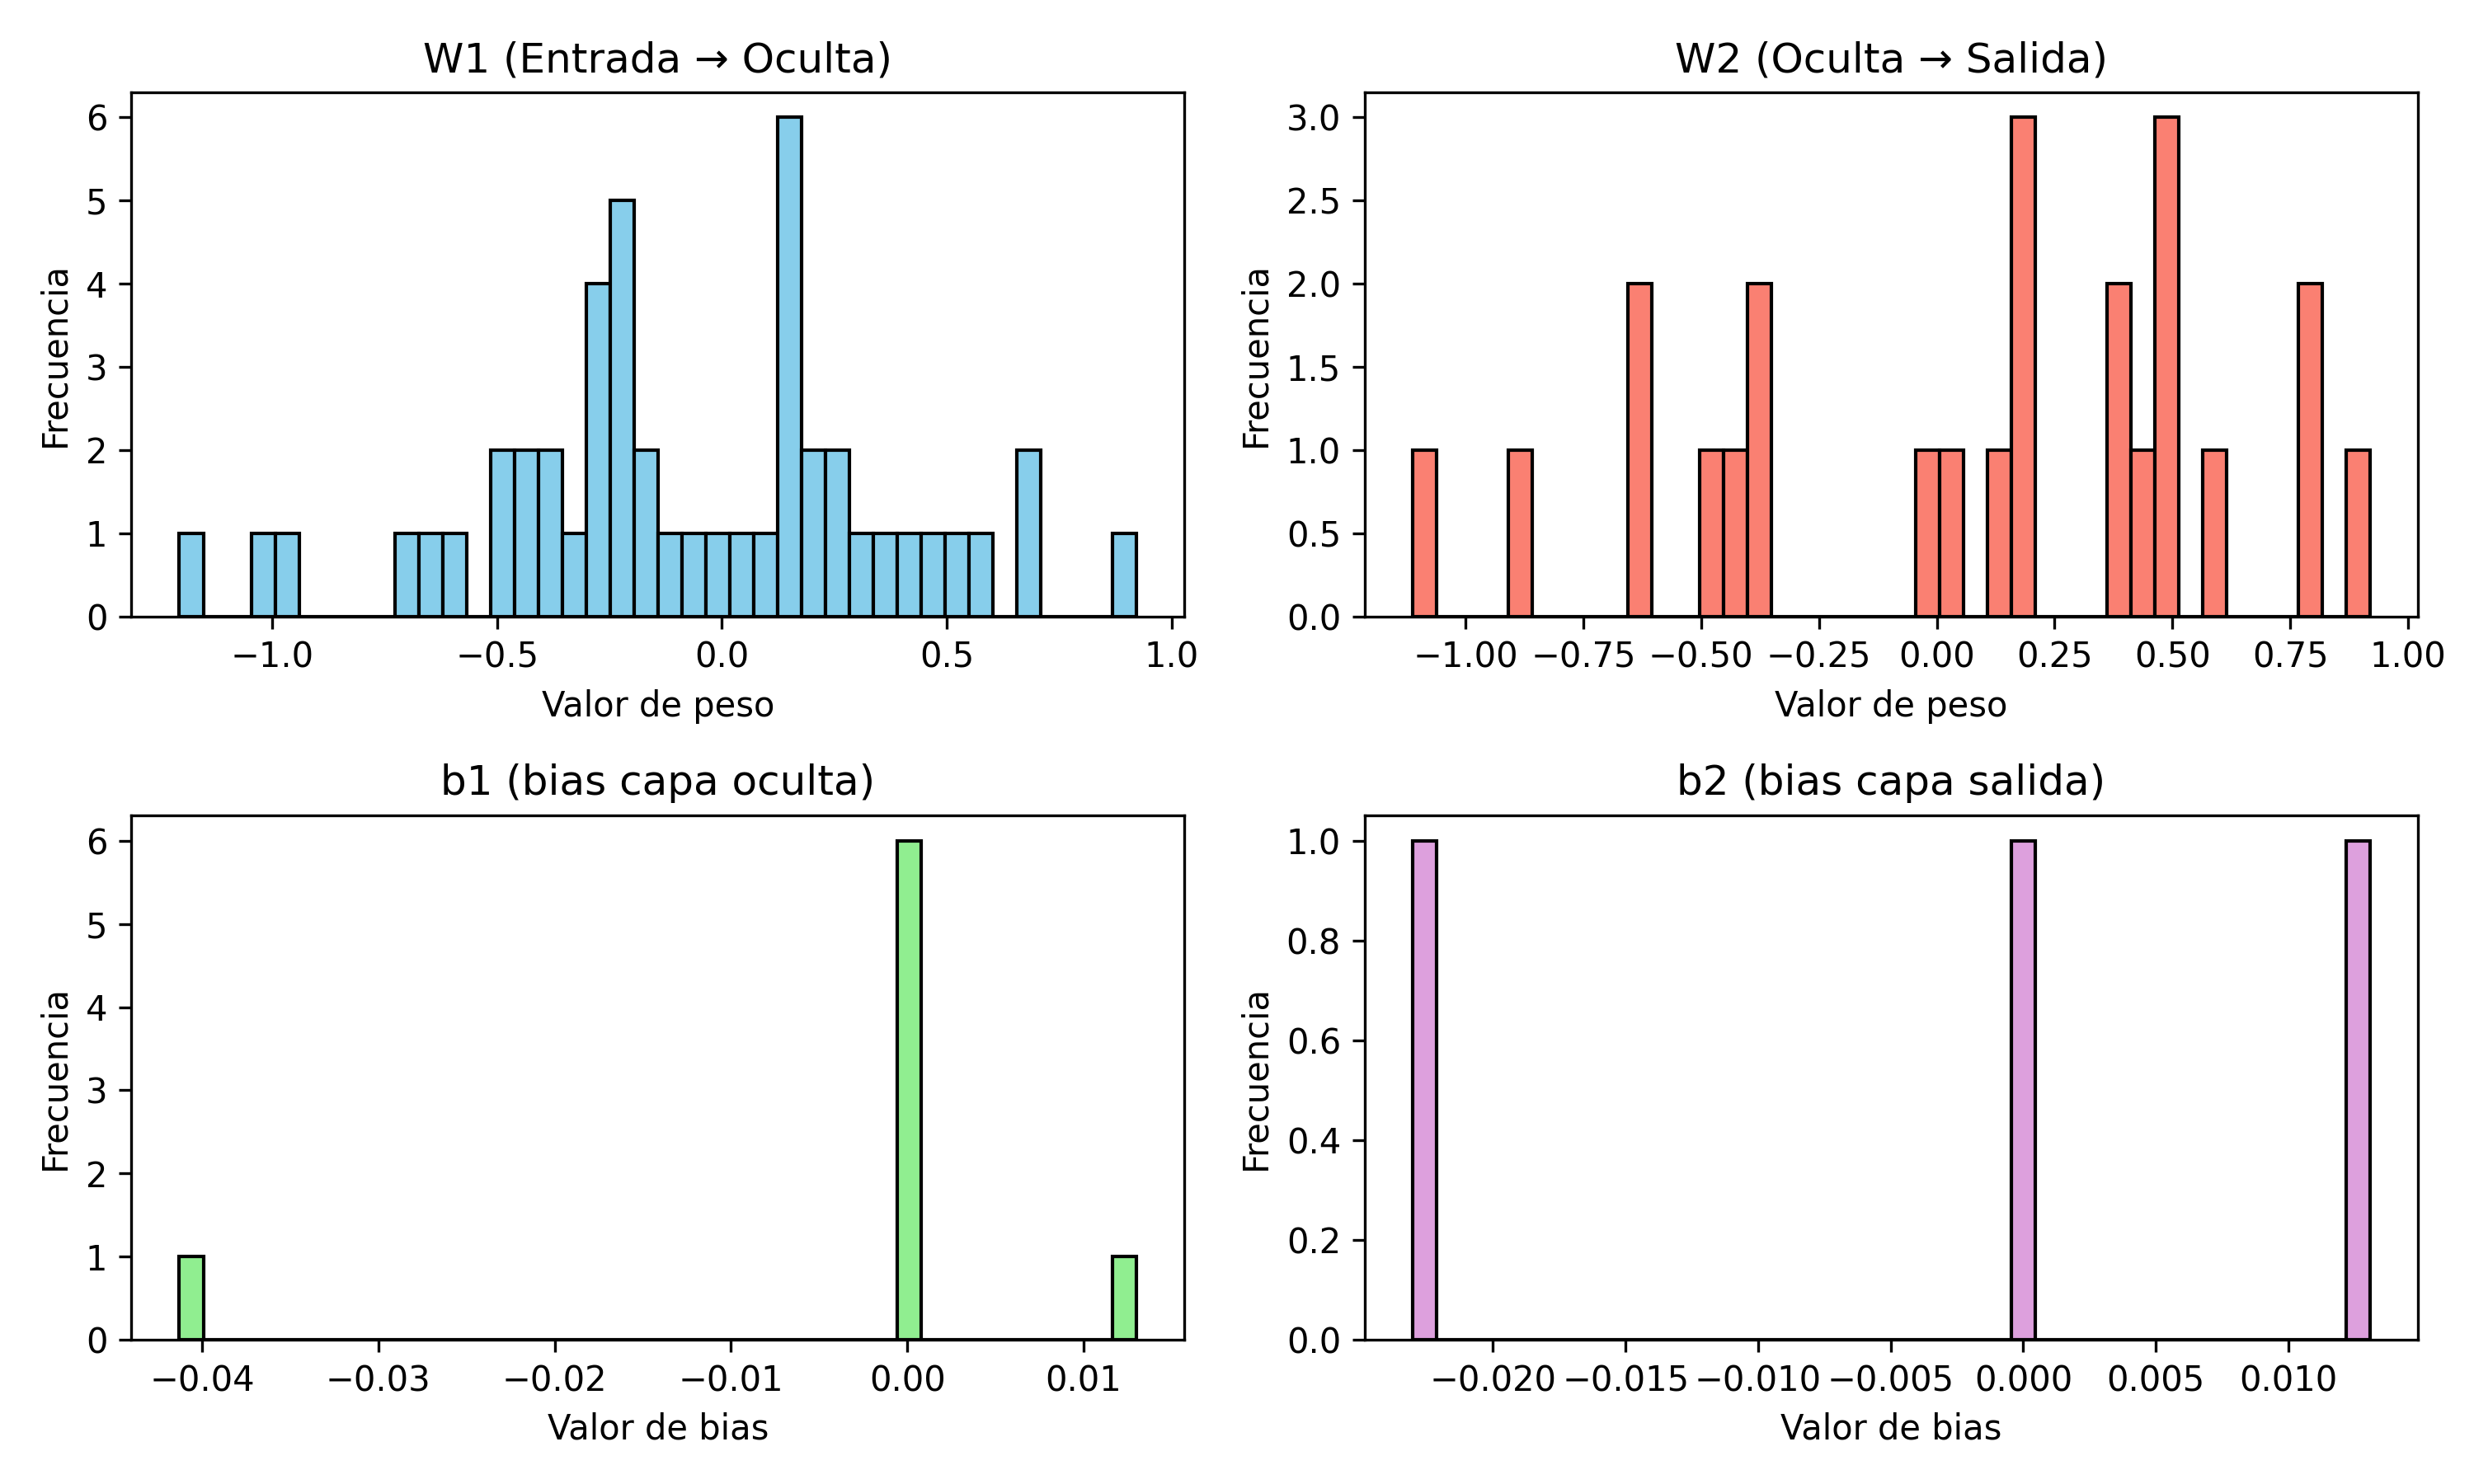 W1 (Entrada → Oculta)
6
5
4
3
2
1
0
Frecuencia
−1.0 −0.5 0.0 0.5 1.0
Valor de peso
W2 (Oculta → Salida)
3.0
2.5
2.0
1.5
1.0
0.5
0.0
Frecuencia
−1.00 −0.75 −0.50 −0.25 0.00 0.25 0.50 0.75 1.00
Valor de peso
b1 (bias capa oculta)
6
5
4
3
2
1
0
Frecuencia
−0.04 −0.03 −0.02 −0.01 0.00 0.01
Valor de bias
b2 (bias capa salida)
1.0
0.8
0.6
0.4
0.2
0.0
Frecuencia
−0.020 −0.015 −0.010 −0.005 0.000 0.005 0.010
Valor de bias